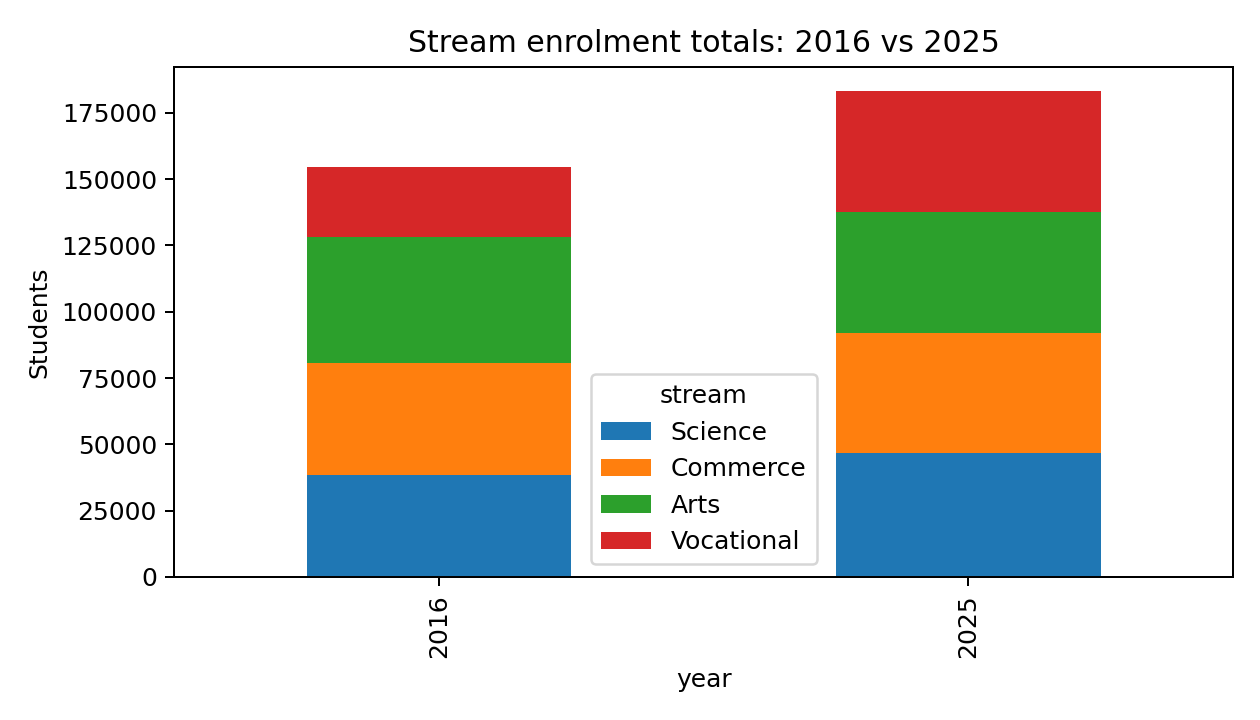 Stream enrolment totals: 2016 vs 2025
Students
175000
150000
125000
100000
75000
50000
25000
0
stream
Science
Commerce
Arts
Vocational
2016
2025
year